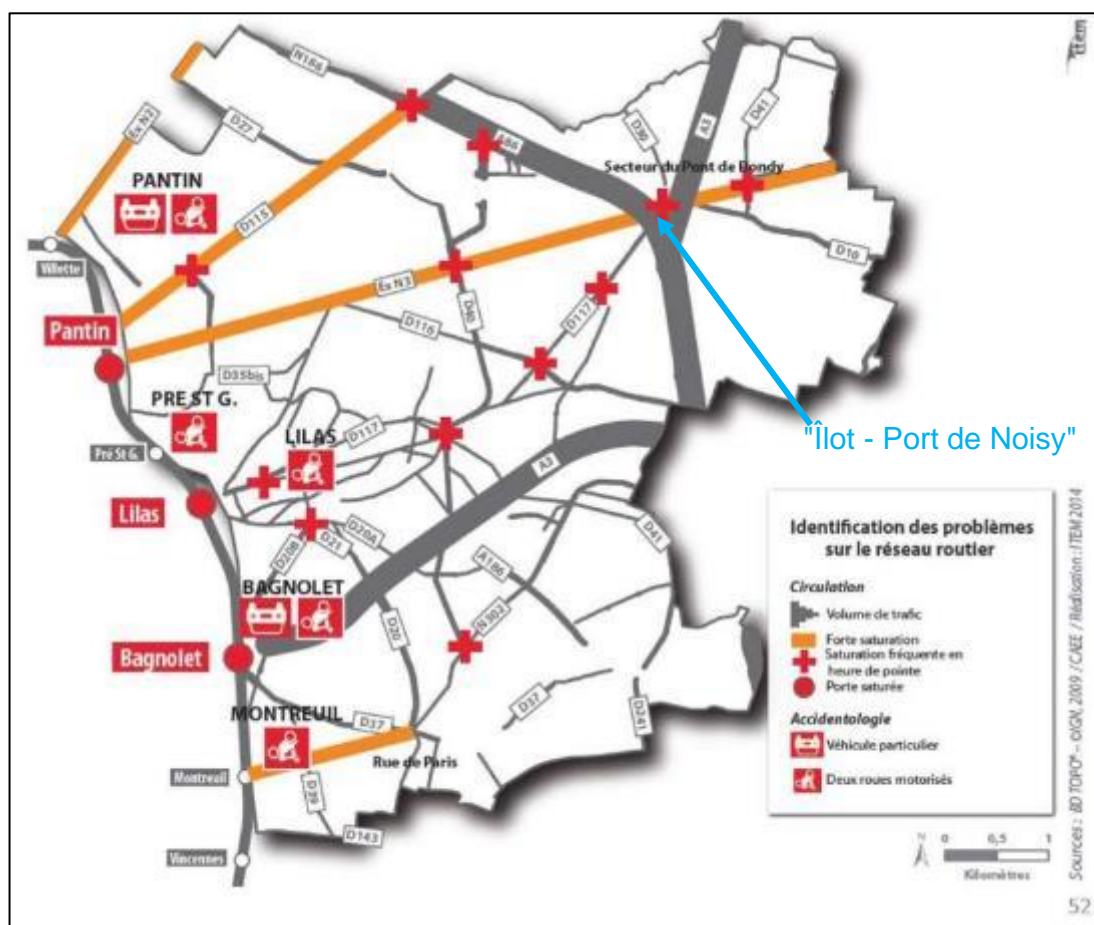 Item
N186
Ex N2
D27
A86
D30
A3
D41
Secteur du Pont de Bondy
PANTIN
D115
Villette
D10
Ex N3
Pantin
D40
D117
D116
D35bis
PRE ST G.
"Îlot - Port de Noisy"
LILAS
D117
Pré St G.
A3
Lilas
D20B
D21
D20A
D41
A186
BAGNOLET
N302
D20
Bagnolet
D37
D241
MONTREUIL
D37
Rue de Paris
Montreuil
D39
D143
Vincennes
Identification des problèmes
sur le réseau routier
Circulation
Volume de trafic
Forte saturation
Saturation fréquente en
heure de pointe
Porte saturée
Accidentologie
Véhicule particulier
Deux roues motorisés
N
0 0,5 1
Kilomètres
Sources : BD TOPO® – ©IGN 2009 / CAEE / Réalisation : ITEM 2014
52